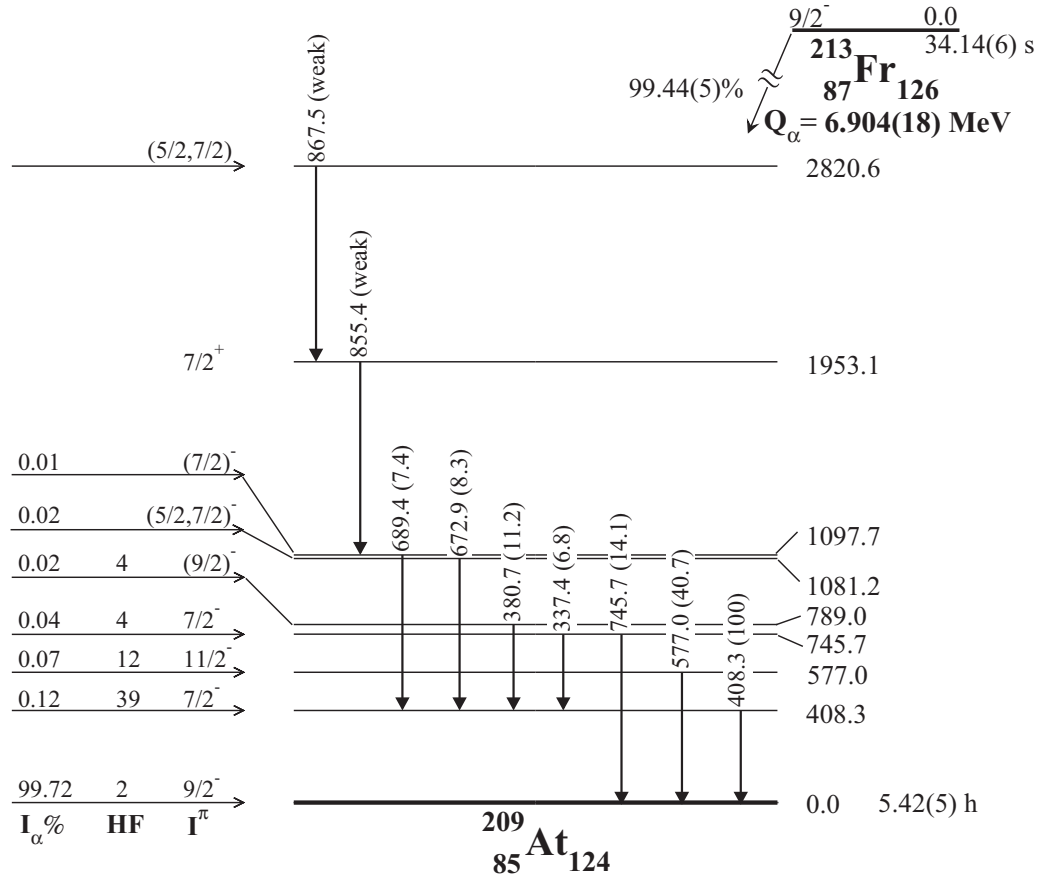 9/2⁻ 0.0
34.14(6) s
²¹³₈₇Fr₁₂₆
99.44(5)%
Qα= 6.904(18) MeV
867.5 (weak)
(5/2,7/2)
2820.6
855.4 (weak)
7/2⁺
1953.1
689.4 (7.4)
672.9 (8.3)
380.7 (11.2)
337.4 (6.8)
745.7 (14.1)
577.0 (40.7)
408.3 (100)
0.01 (7/2)⁻
1097.7
0.02 (5/2,7/2)⁻
1081.2
0.02 4 (9/2)⁻
789.0
0.04 4 7/2⁻
745.7
0.07 12 11/2⁻
577.0
0.12 39 7/2⁻
408.3
99.72 2 9/2⁻
0.0 5.42(5) h
Iα% HF Iπ
²⁰⁹₈₅At₁₂₄